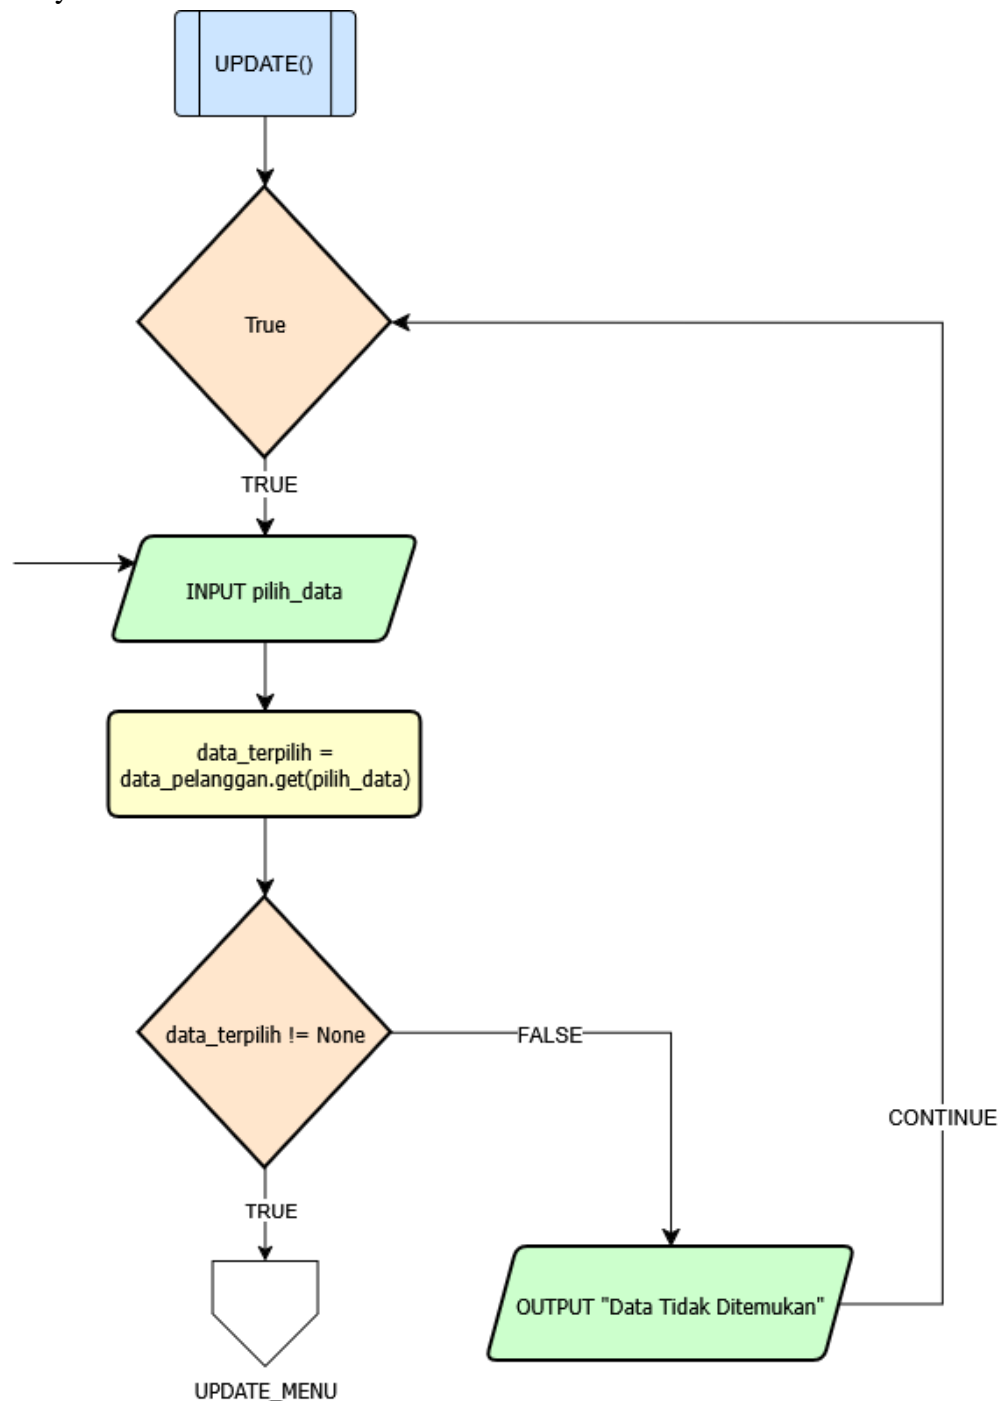 UPDATE()
True
TRUE
INPUT pilih_data
data_terpilih =
data_pelanggan.get(pilih_data)
data_terpilih != None
FALSE
CONTINUE
TRUE
OUTPUT "Data Tidak Ditemukan"
UPDATE_MENU